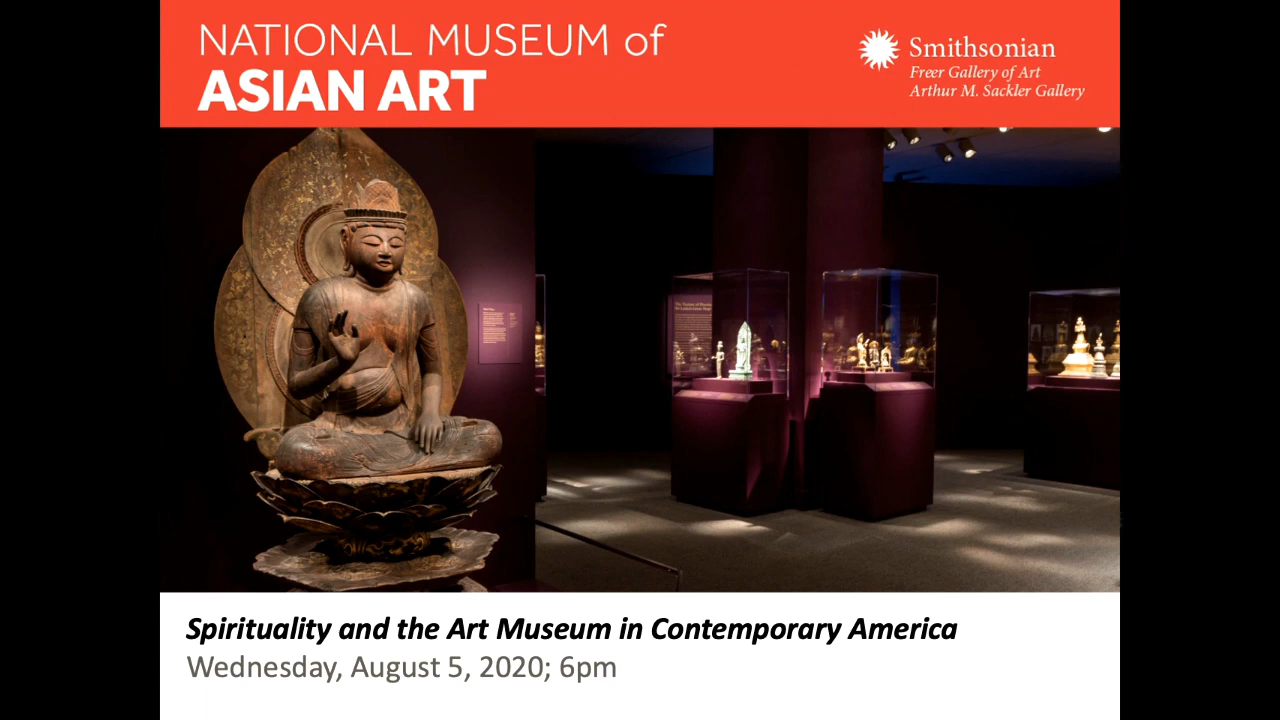 NATIONAL MUSEUM of
ASIAN ART
Smithsonian
Freer Gallery of Art
Arthur M. Sackler Gallery
Spirituality and the Art Museum in Contemporary America
Wednesday, August 5, 2020; 6pm